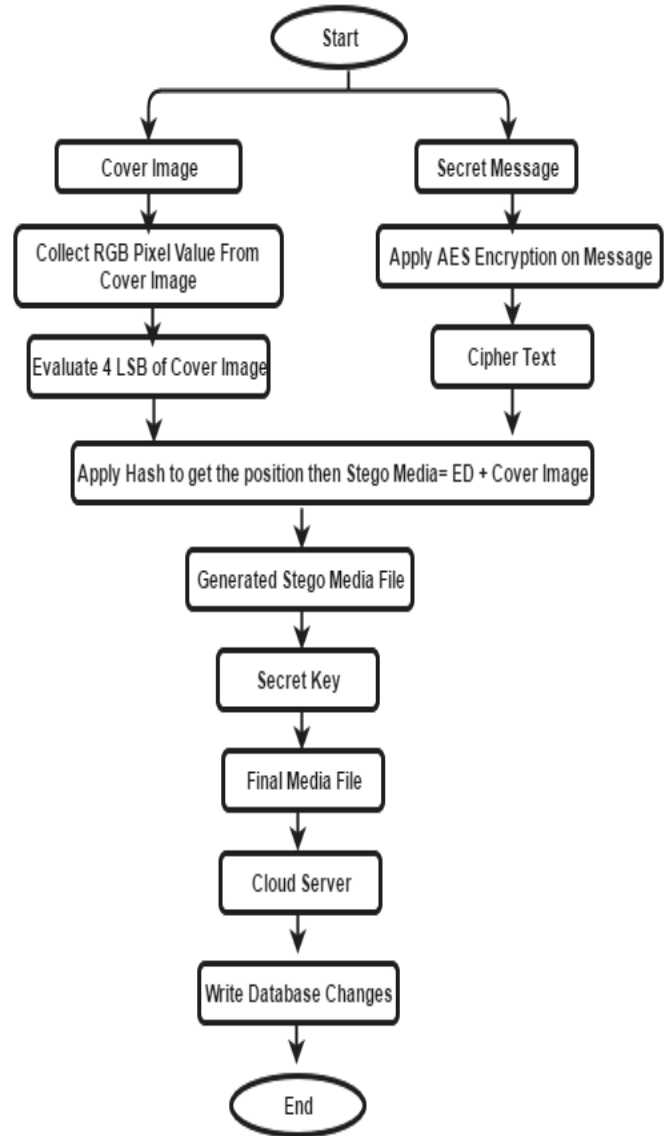 Start
Cover Image
Secret Message
Collect RGB Pixel Value From
Cover Image
Apply AES Encryption on Message
Evaluate 4 LSB of Cover Image
Cipher Text
Apply Hash to get the position then Stego Media= ED + Cover Image
Generated Stego Media File
Secret Key
Final Media File
Cloud Server
Write Database Changes
End